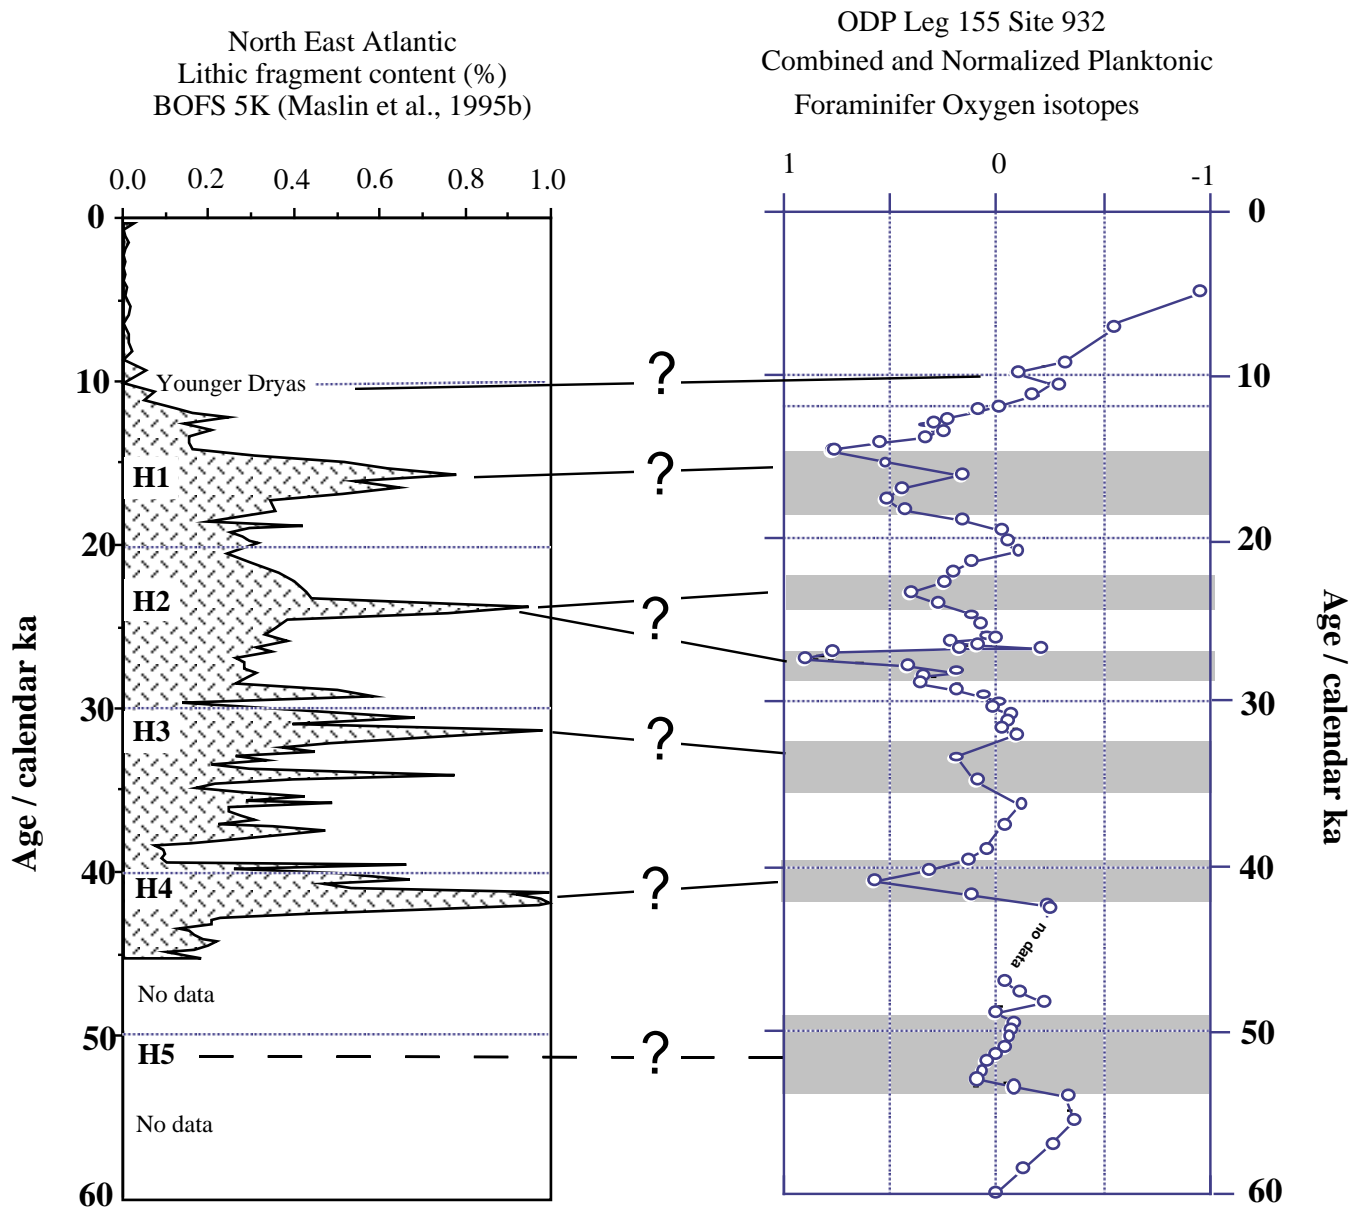 North East Atlantic
Lithic fragment content (%)
BOFS 5K (Maslin et al., 1995b)
ODP Leg 155 Site 932
Combined and Normalized Planktonic
Foraminifer Oxygen isotopes
0.0 0.2 0.4 0.6 0.8 1.0
1 0 -1
0
10
20
30
40
50
60
Age / calendar ka
Younger Dryas
H1
H2
H3
H4
No data
H5
No data
?
?
?
?
?
?
no data
0
10
20
30
40
50
60
Age / calendar ka